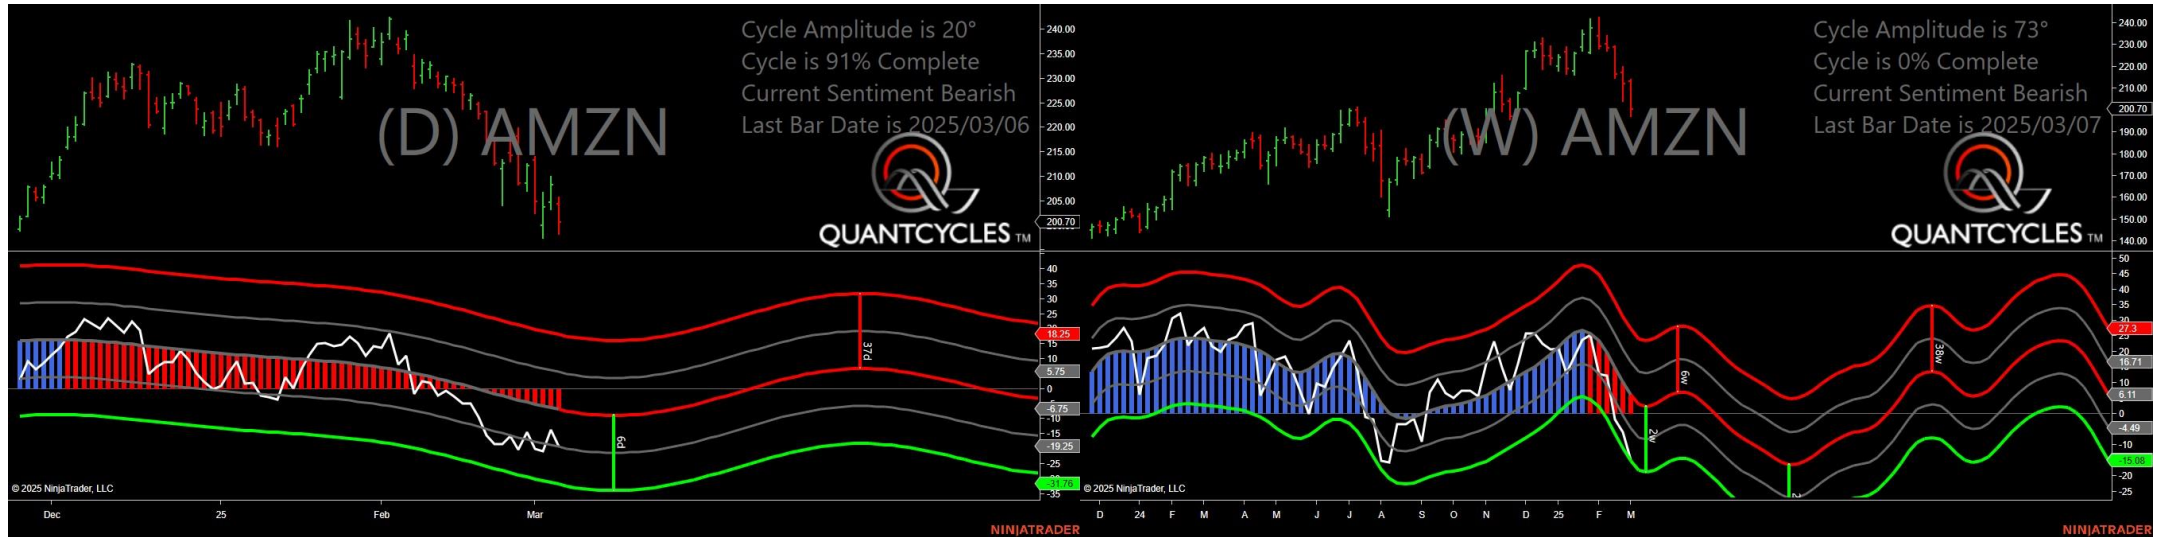 Cycle Amplitude is 20°
Cycle is 91% Complete
Current Sentiment Bearish
Last Bar Date is 2025/03/06
(D) AMZN
QUANTCYCLES TM
240.00
235.00
230.00
225.00
220.00
215.00
210.00
205.00
200.70
40
35
30
25
18.25
15
10
5.75
0
-6.75
-15
-19.25
-25
-31.76
-35
37d
6d
© 2025 NinjaTrader, LLC
Dec
25
Feb
Mar
NINJATRADER
Cycle Amplitude is 73°
Cycle is 0% Complete
Current Sentiment Bearish
Last Bar Date is 2025/03/07
(W) AMZN
QUANTCYCLES TM
240.00
230.00
220.00
210.00
200.70
190.00
180.00
170.00
160.00
150.00
140.00
50
45
40
35
27.3
20
16.71
10
6.11
0
-4.49
-10
-15.08
-20
-25
2w
6w
38w
© 2025 NinjaTrader, LLC
D
24
F
M
A
M
J
J
A
S
O
N
D
25
F
M
NINJATRADER